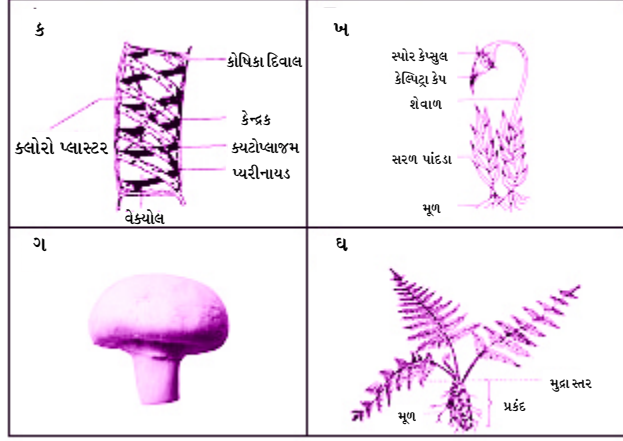 ક
કોષિકા દિવાલ
કેન્દ્રક
ક્લોરો પ્લાસ્ટર
ક્યટોપ્લાજમ
પ્યરીનાયડ
વેક્યોલ
ખ
સ્પોર કેપ્સુલ
કેલ્પિટ્રા કેપ
શેવાળ
સરળ પાંદડા
મૂળ
ગ
ઘ
મુદ્રા સ્તર
પ્રકંદ
મૂળ